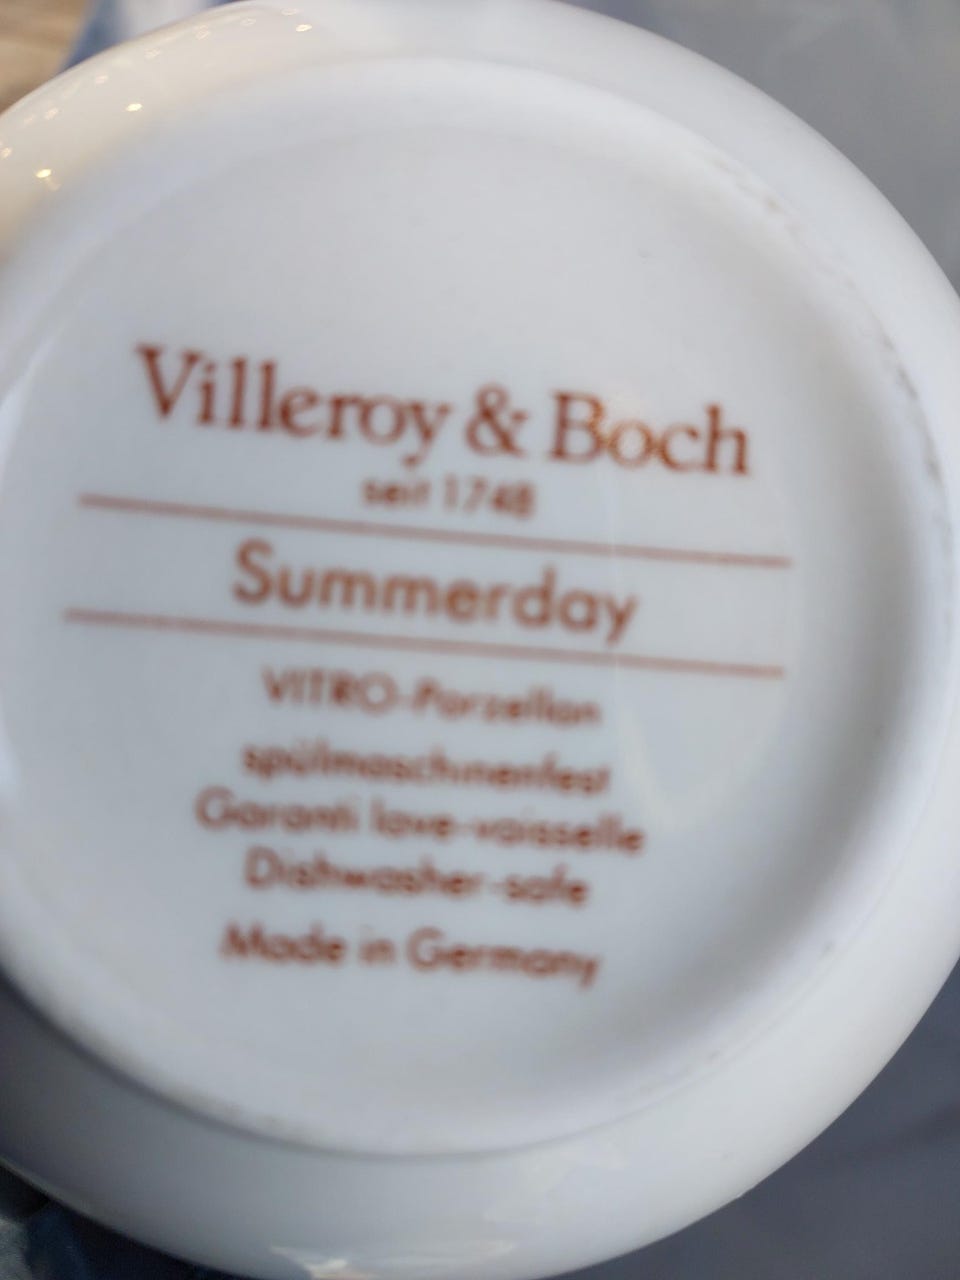 Villeroy & Boch
seit 1748
Summerday
VITRO-Porzellan
spülmaschinenfest
Garanti lave-vaisselle
Dishwasher-safe
Made in Germany